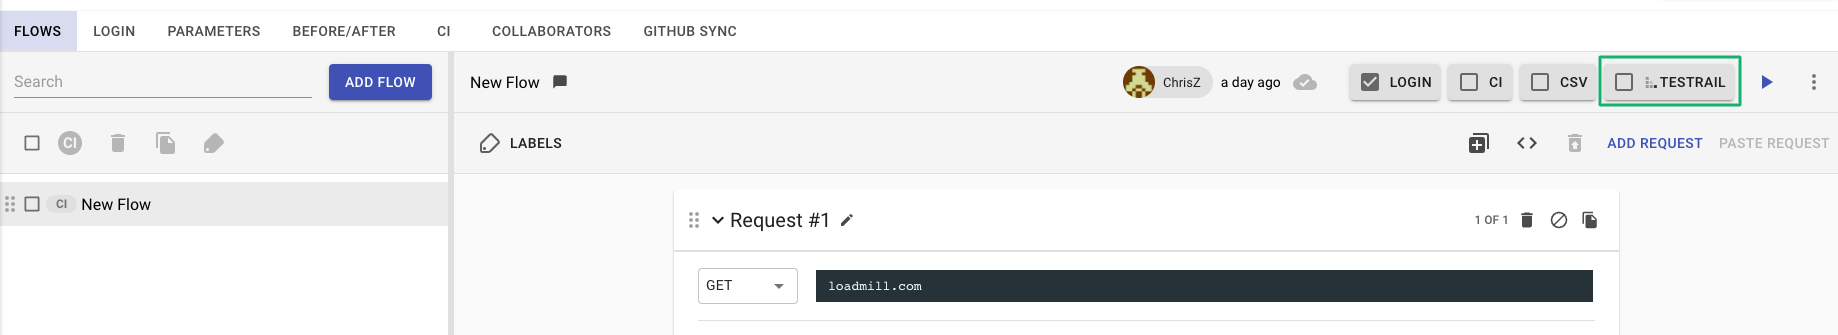 FLOWS LOGIN PARAMETERS BEFORE/AFTER CI COLLABORATORS GITHUB SYNC
Search ADD FLOW New Flow ChrisZ a day ago LOGIN CI CSV TESTRAIL
CI LABELS ADD REQUEST PASTE REQUEST
CI New Flow
Request #1 1 OF 1
GET loadmill.com